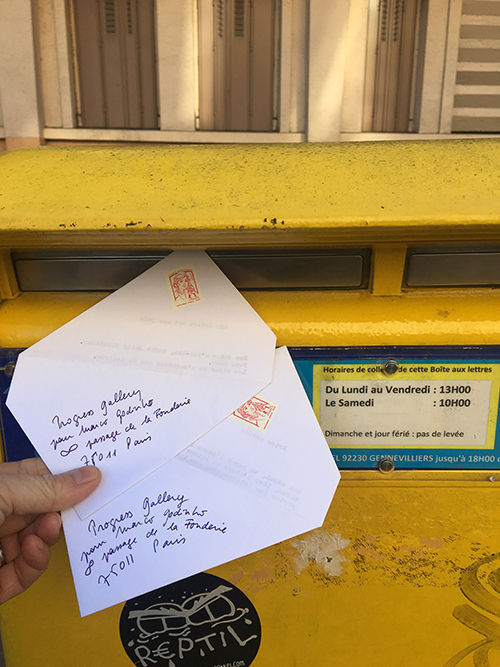 Progress Gallery
pour Marco Godinho
8 passage de la Fonderie
75011 Paris
Progress Gallery
pour Marco Godinho
8 passage de la Fonderie
75011 Paris
Horaires de collecte de cette Boîte aux lettres
Du Lundi au Vendredi : 13H00
Le Samedi : 10H00
Dimanche et jour férié : pas de levée
92230 GENNEVILLIERS jusqu'à 18H00
REPTIL